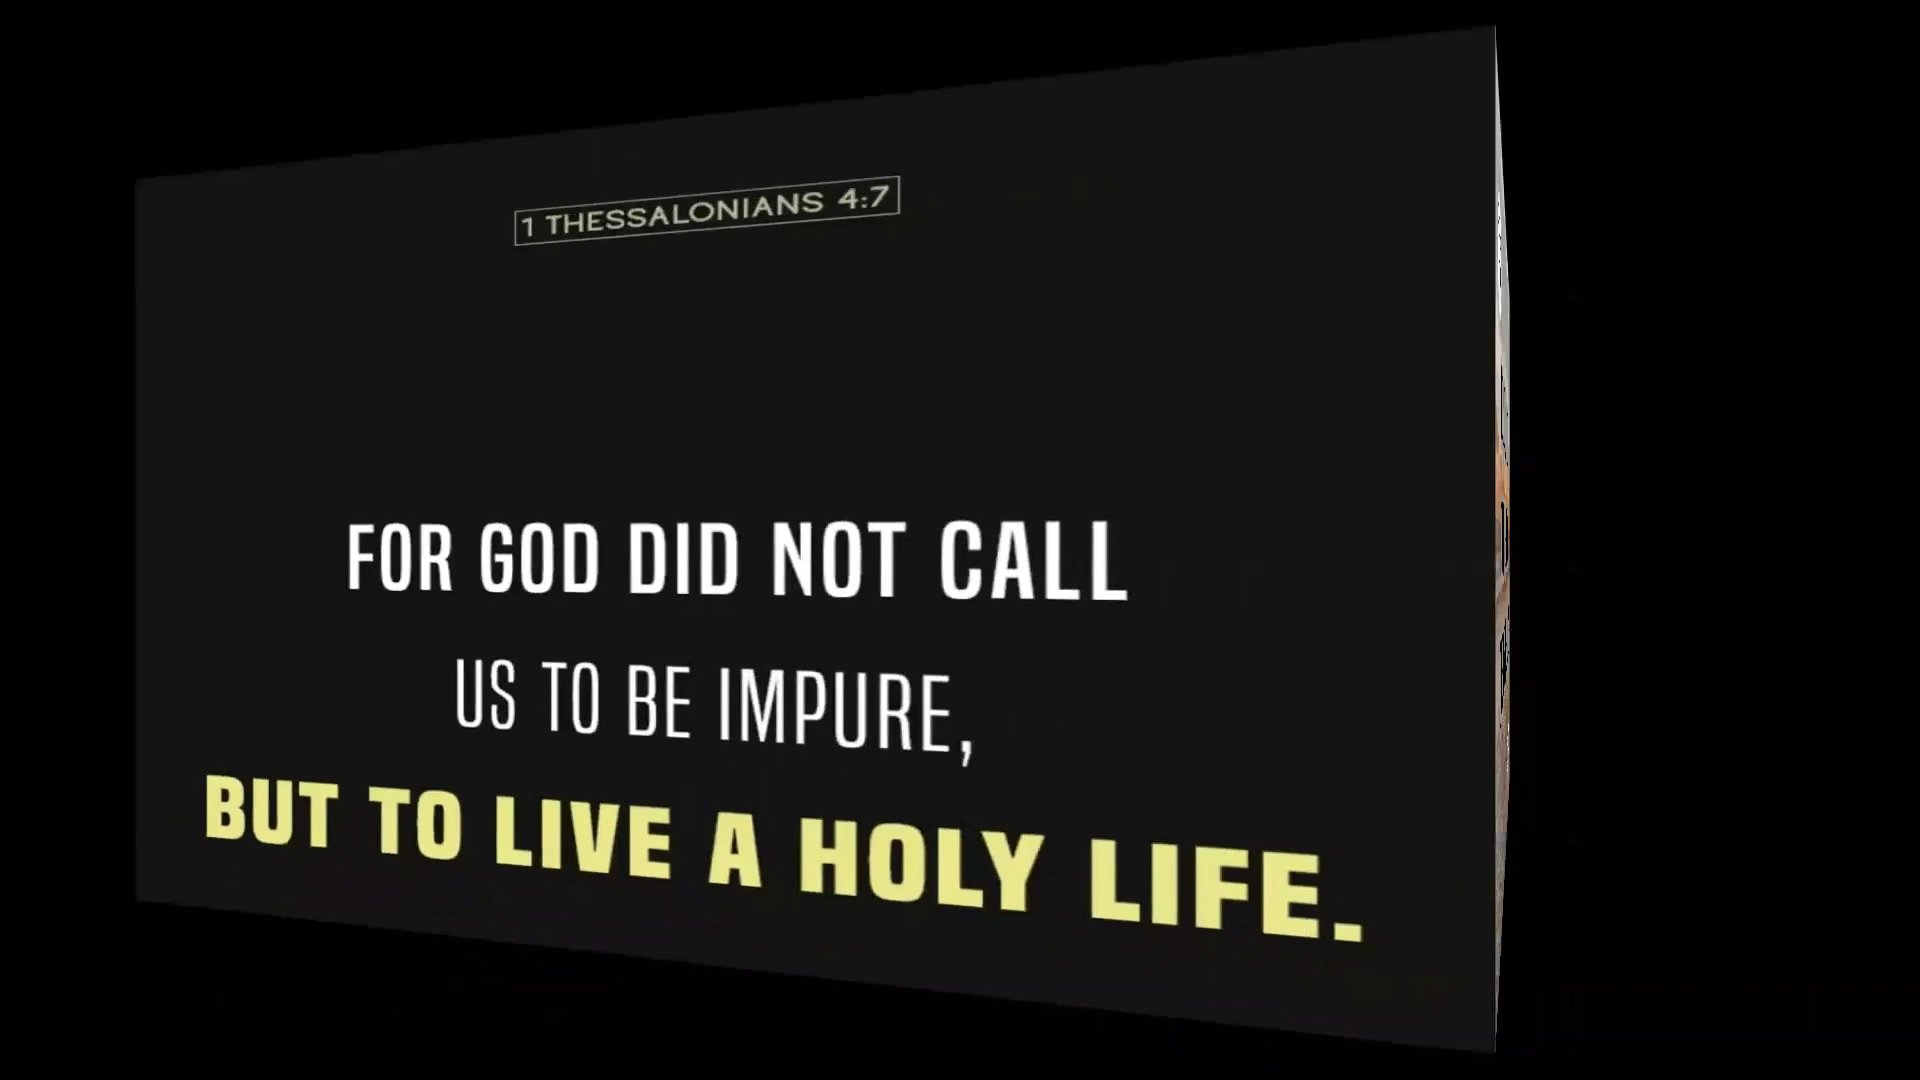 1 THESSALONIANS 4:7
FOR GOD DID NOT CALL
US TO BE IMPURE,
BUT TO LIVE A HOLY LIFE.